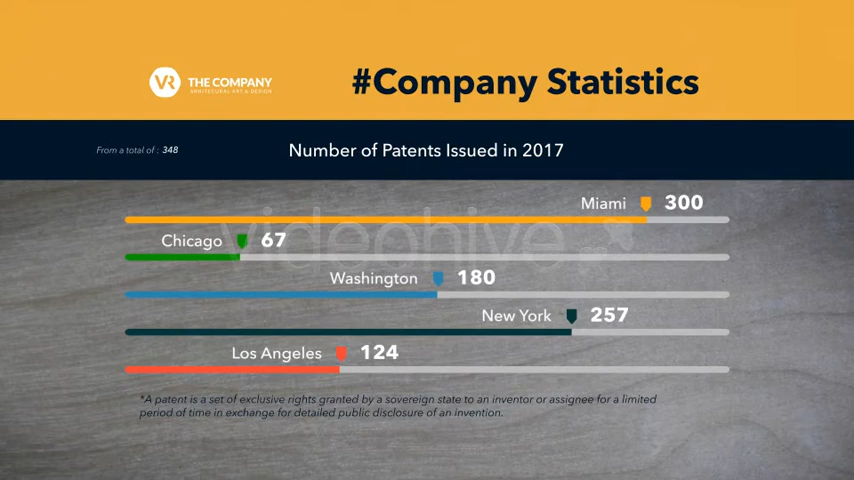 VR THE COMPANY
ARHITECURAL ART & DESIGN
#Company Statistics
From a total of : 348
Number of Patents Issued in 2017
Miami 300
Chicago 67
Washington 180
New York 257
Los Angeles 124
videohive
*A patent is a set of exclusive rights granted by a sovereign state to an inventor or assignee for a limited
period of time in exchange for detailed public disclosure of an invention.